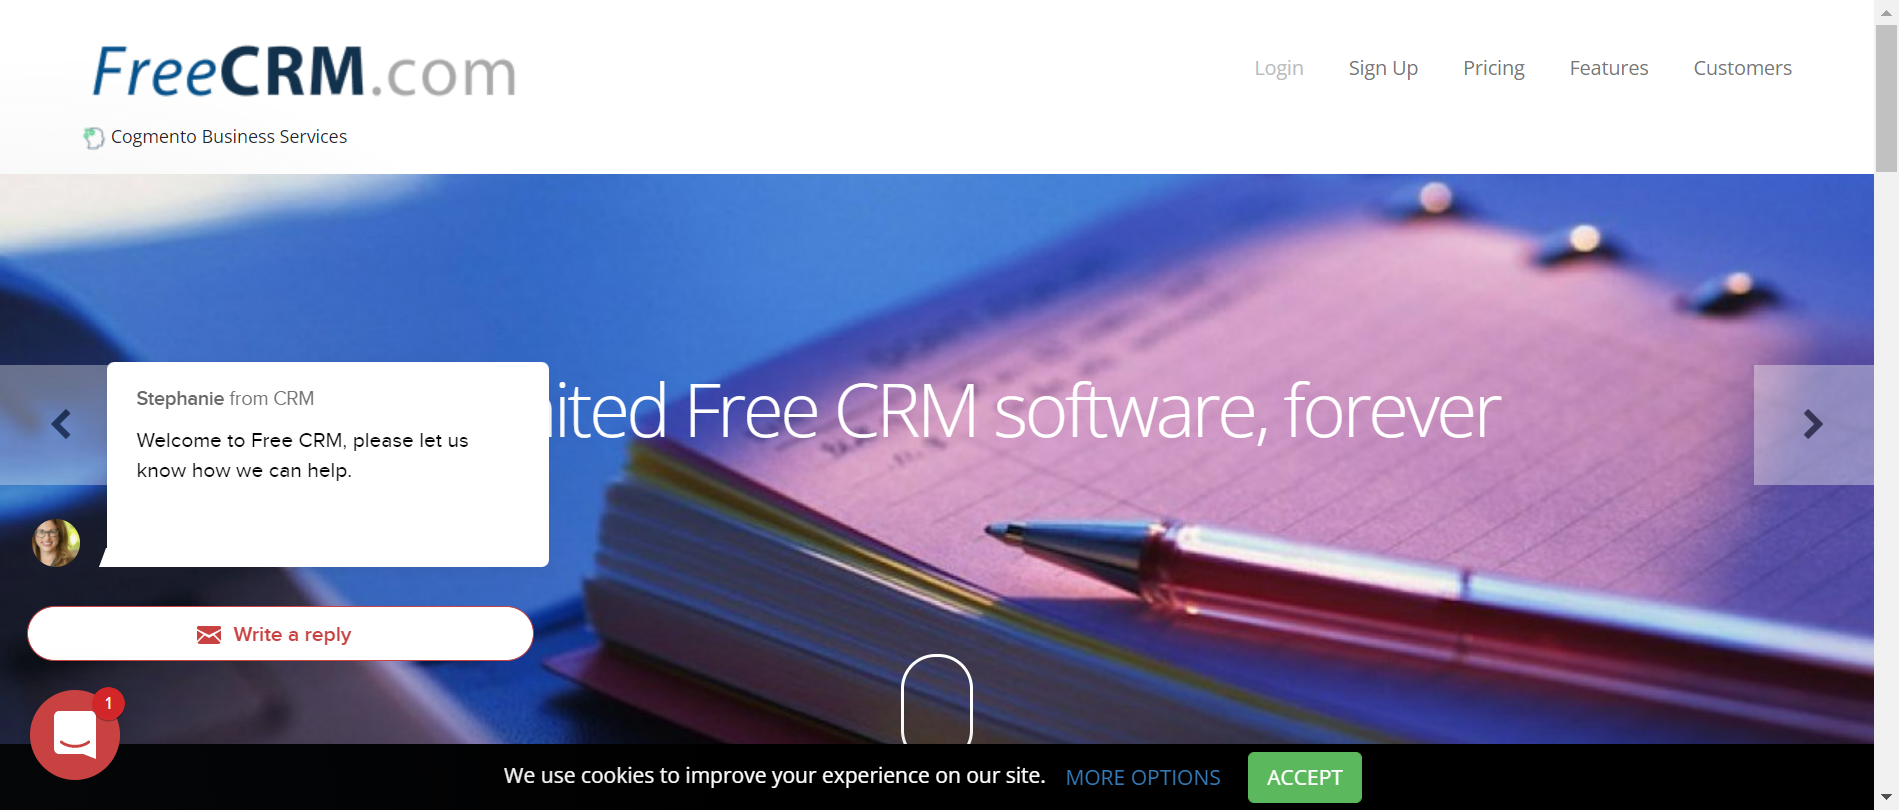 FreeCRM.com
Login Sign Up Pricing Features Customers
Cogmento Business Services
Stephanie from CRM
Welcome to Free CRM, please let us
know how we can help.
Free CRM software, forever
Write a reply
1
We use cookies to improve your experience on our site. MORE OPTIONS ACCEPT